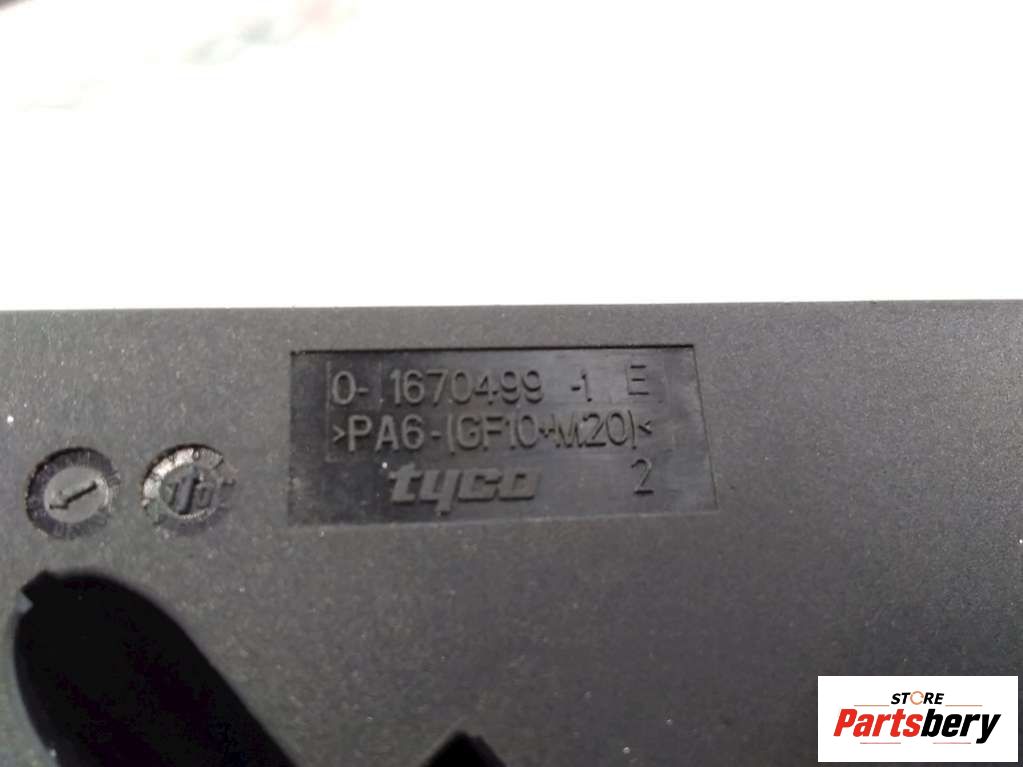 0- 1670499 -1 E
>PA6-(GF10+M20)<
tyco 2
STORE
Partsbery